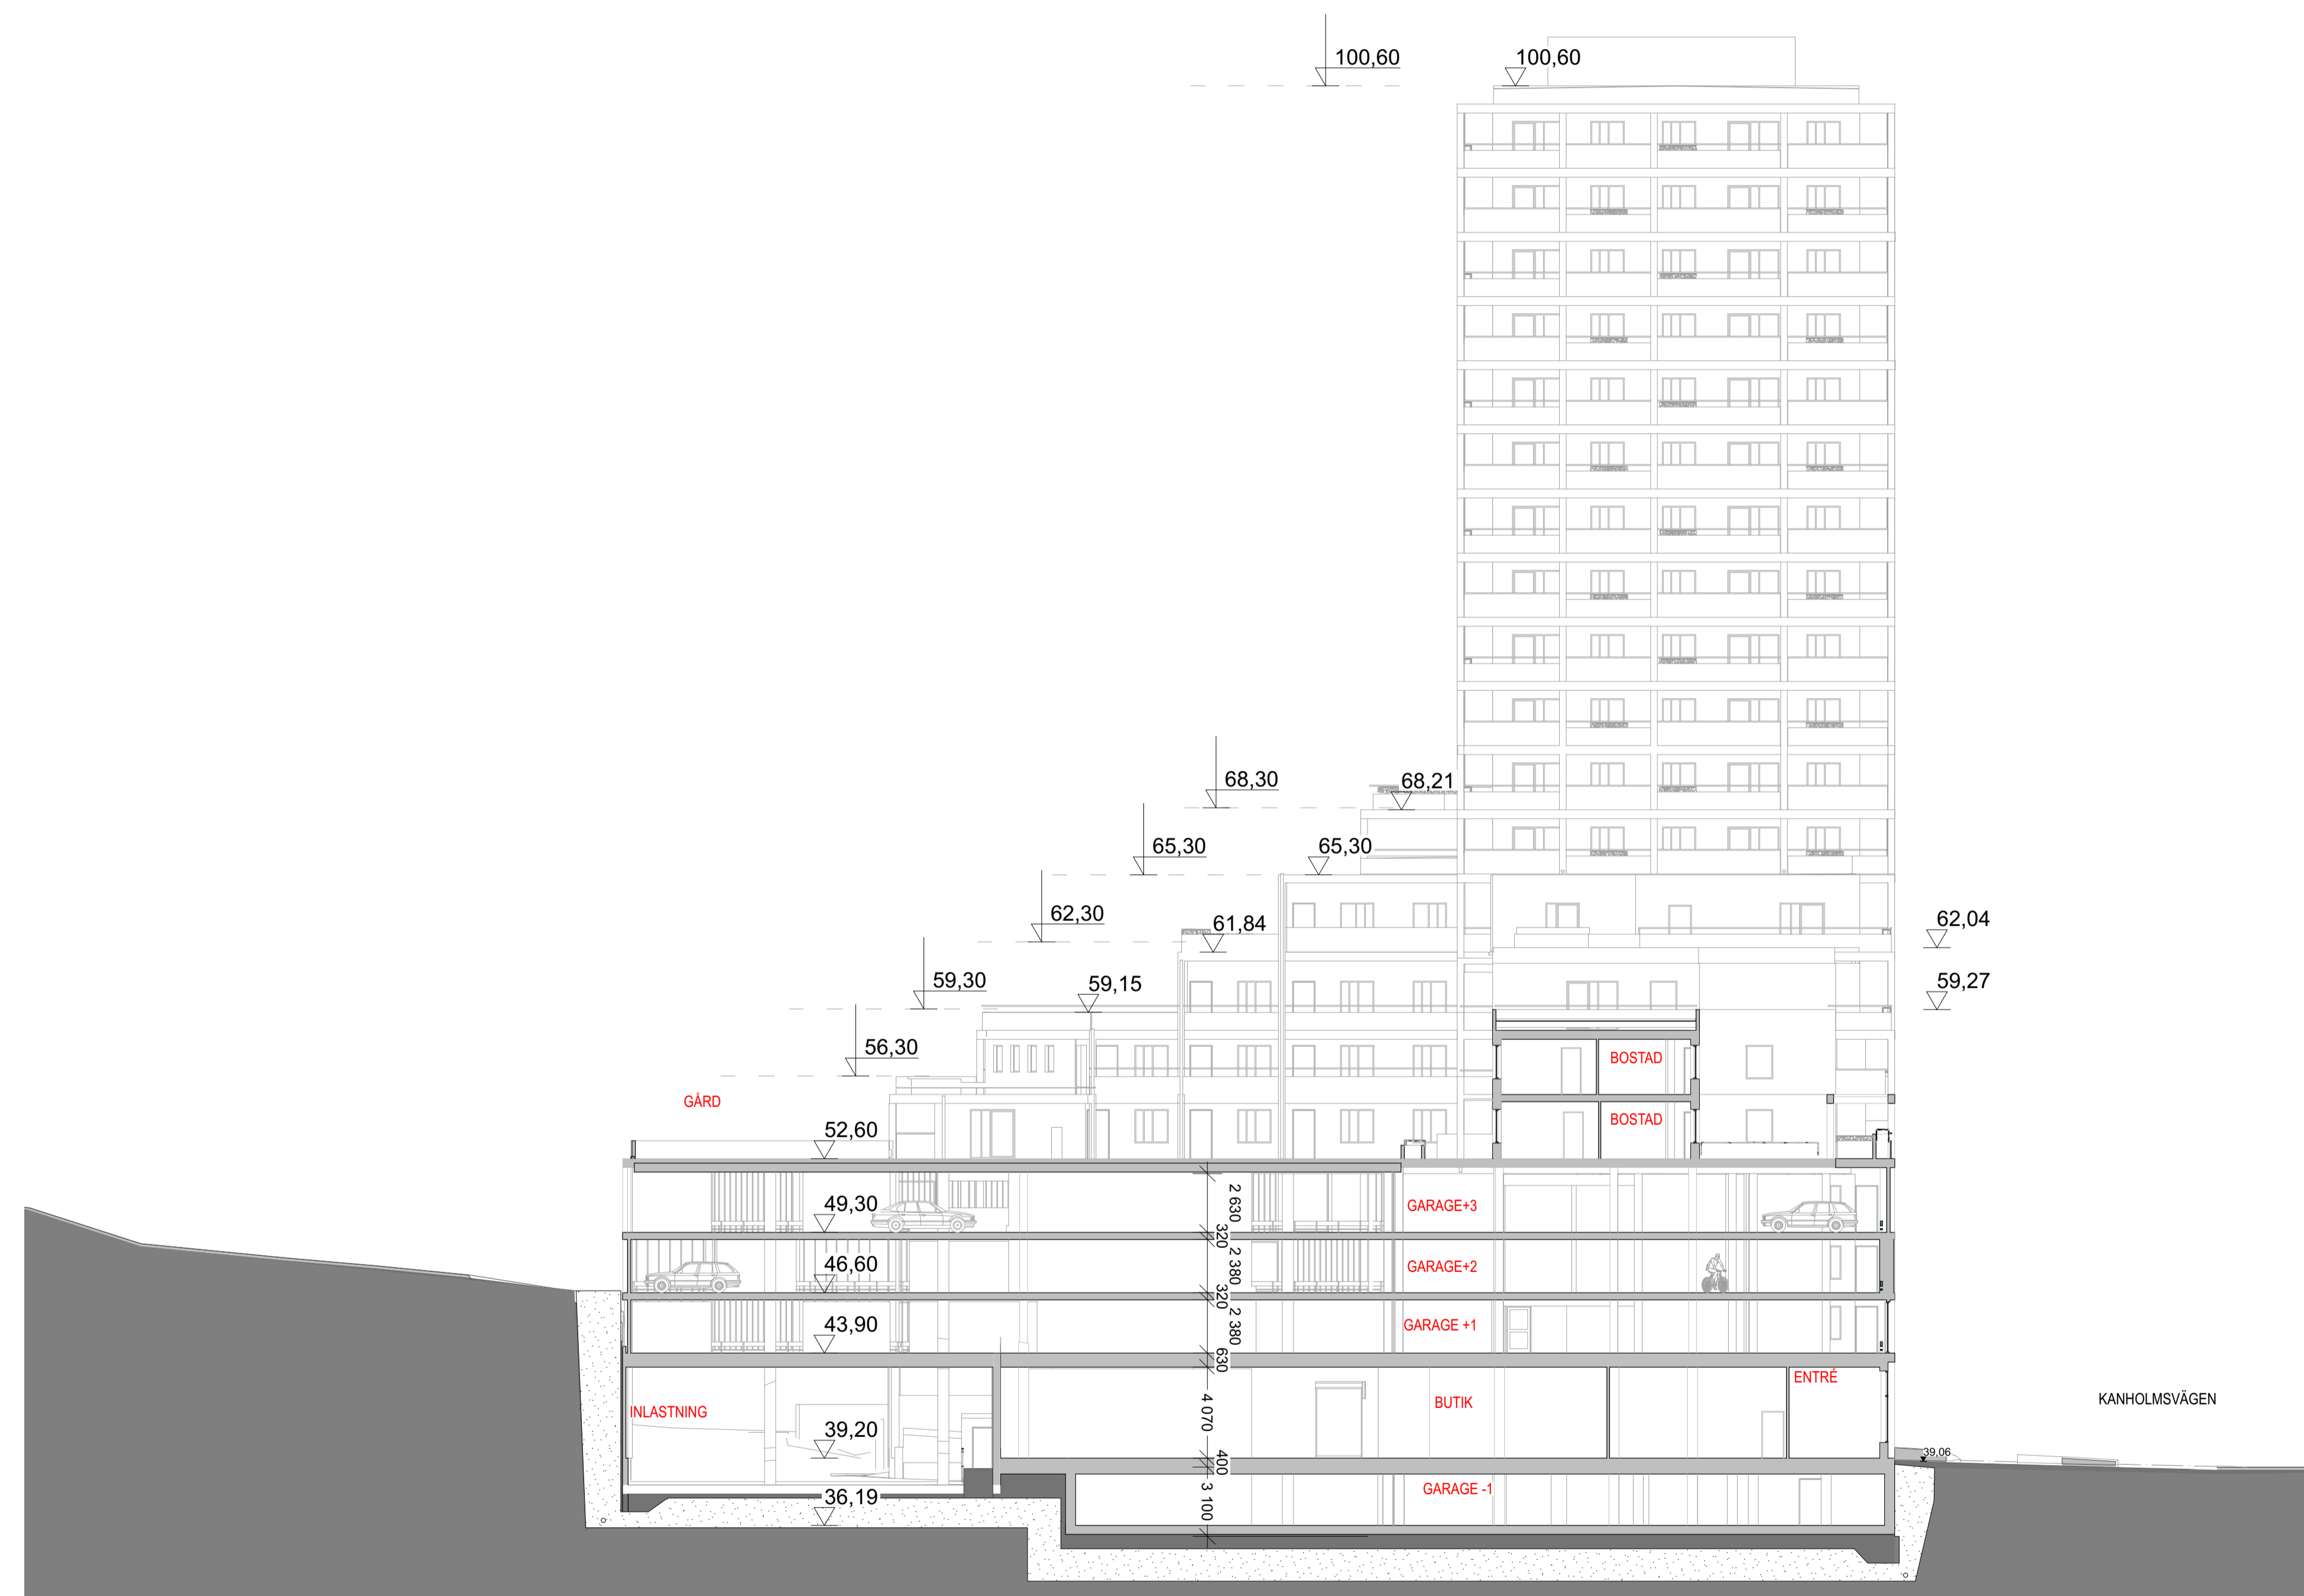 100,60
100,60
68,30
68,21
65,30
65,30
62,30
61,84
62,04
59,30
59,15
59,27
56,30
BOSTAD
GÅRD
BOSTAD
52,60
2 630
GARAGE+3
49,30
320
2 380
46,60
GARAGE+2
320
2 380
43,90
GARAGE +1
630
ENTRÉ
INLASTNING
4 070
BUTIK
KANHOLMSVÄGEN
39,20
400
39,06
36,19
3 100
GARAGE -1